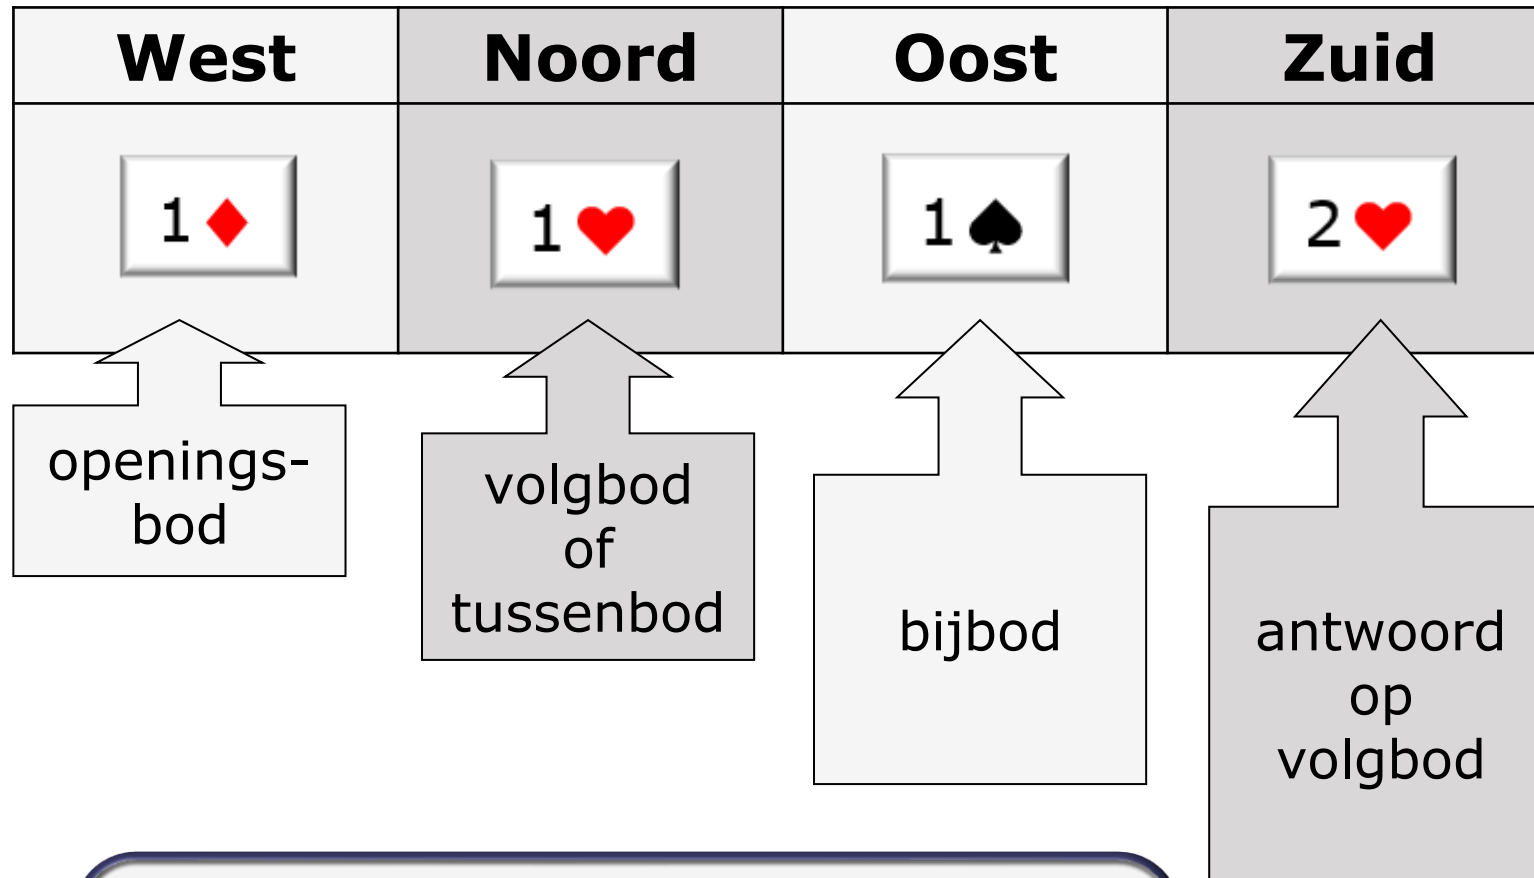 West Noord Oost Zuid
1♦ 1♥ 1♠ 2♥
openings-
bod
volgbod
of
tussenbod
bijbod
antwoord
op
volgbod